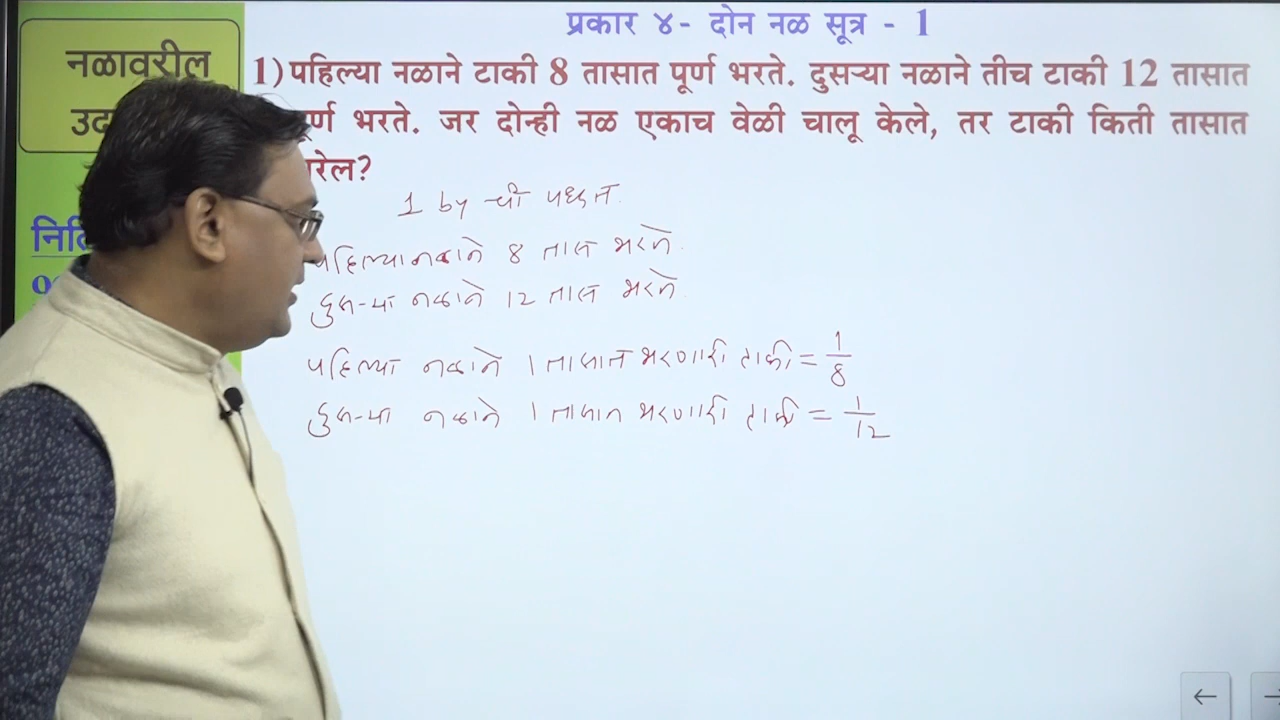 प्रकार ४- दोन नळ सूत्र - 1
नळावरील
1) पहिल्या नळाने टाकी 8 तासात पूर्ण भरते. दुसऱ्या नळाने तीच टाकी 12 तासात
भरते. जर दोन्ही नळ एकाच वेळी चालू केले, तर टाकी किती तासात
1 by ची पध्दत.
पहिल्या नळाने 8 तास भरते.
दुसऱ्या नळाने 12 तास भरते.
पहिल्या नळाने 1 तासात भरणारी टाकी = 1/8
दुसऱ्या नळाने 1 तासात भरणारी टाकी = 1/12